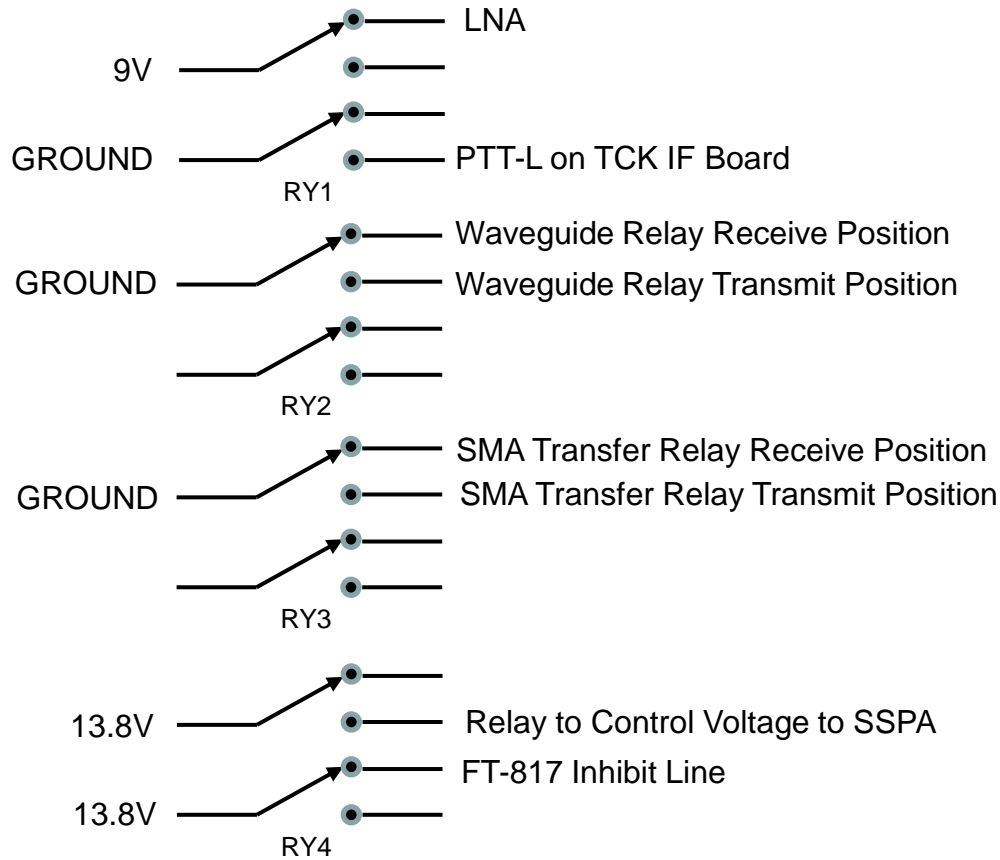 LNA
9V
GROUND
PTT-L on TCK IF Board
RY1
Waveguide Relay Receive Position
GROUND
Waveguide Relay Transmit Position
RY2
SMA Transfer Relay Receive Position
GROUND
SMA Transfer Relay Transmit Position
RY3
13.8V
Relay to Control Voltage to SSPA
FT-817 Inhibit Line
13.8V
RY4